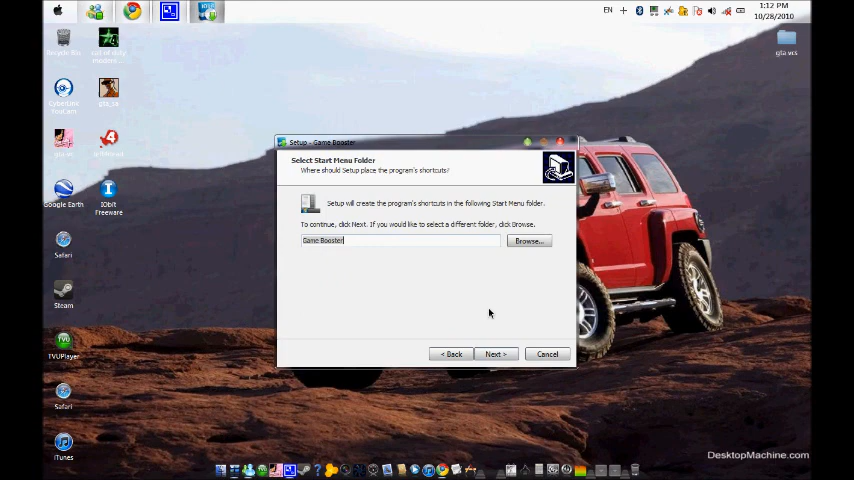 EN
1:12 PM
10/28/2010
Recycle Bin
gta vcs
gta_sa
Google Earth
IObit
Freeware
Safari
Steam
TVUPlayer
Safari
iTunes
Setup - Game Booster
Select Start Menu Folder
Where should Setup place the program's shortcuts?
Setup will create the program's shortcuts in the following Start Menu folder.
To continue, click Next. If you would like to select a different folder, click Browse.
Game Booster
Browse...
< Back
Next >
Cancel
DesktopMachine.com